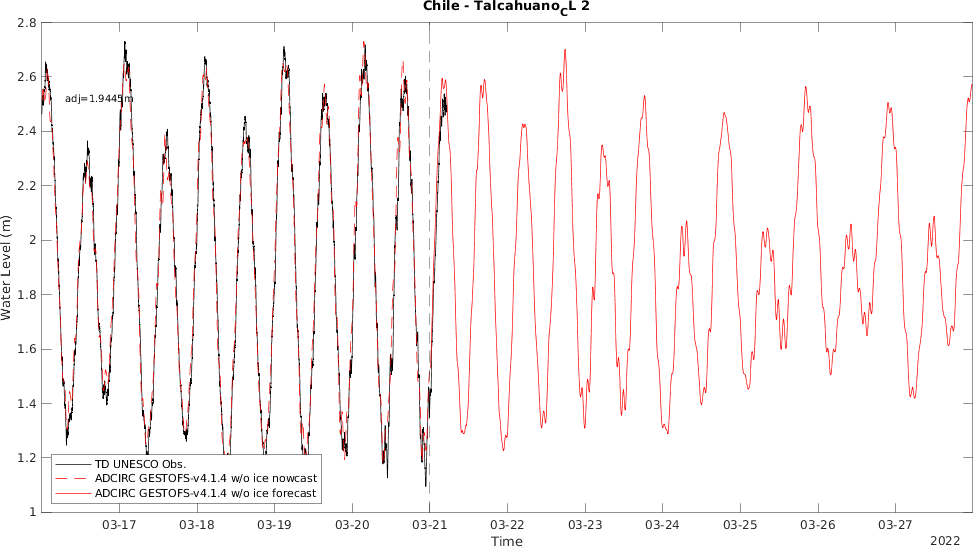 Chile - Talcahuano_CL 2
2.8
2.6
adj=1.9445m
2.4
2.2
2
Water Level (m)
1.8
1.6
1.4
1.2
1
TD UNESCO Obs.
ADCIRC GESTOFS-v4.1.4 w/o ice nowcast
ADCIRC GESTOFS-v4.1.4 w/o ice forecast
03-17 03-18 03-19 03-20 03-21 03-22 03-23 03-24 03-25 03-26 03-27
Time
2022